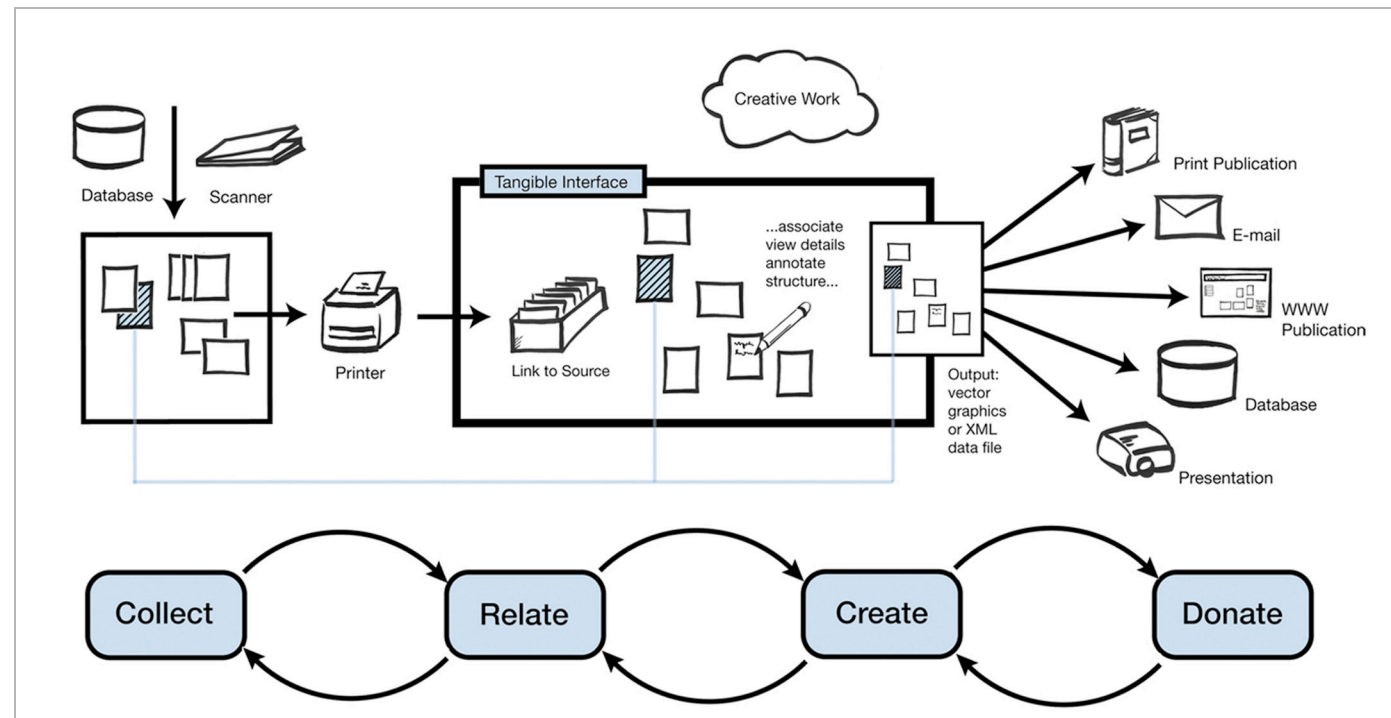 Creative Work
Database
Scanner
Tangible Interface
...associate
view details
annotate
structure...
Printer
Link to Source
Output:
vector
graphics
or XML
data file
Print Publication
E-mail
WWW
Publication
Database
Presentation
Collect
Relate
Create
Donate